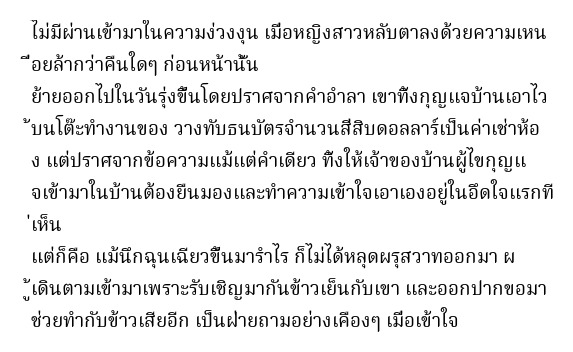 ไม่มีผ่านเข้ามาในความง่วงงุน เมื่อหญิงสาวหลับตาลงด้วยความเหน
ื่อยล้ากว่าคืนใดๆ ก่อนหน้านั้น
ย้ายออกไปในวันรุ่งขึ้นโดยปราศจากคำอำลา เขาทิ้งกุญแจบ้านเอาไว
้บนโต๊ะทำงานของ วางทับธนบัตรจำนวนสี่สิบดอลลาร์เป็นค่าเช่าห้อ
ง แต่ปราศจากข้อความแม้แต่คำเดียว ทิ้งให้เจ้าของบ้านผู้ไขกุญแ
จเข้ามาในบ้านต้องยืนมองและทำความเข้าใจเอาเองอยู่ในอึดใจแรกที
่เห็น
แต่ก็คือ แม้นึกฉุนเฉียวขึ้นมารำไร ก็ไม่ได้หลุดผรุสวาทออกมา ผ
ู้เดินตามเข้ามาเพราะรับเชิญมากันข้าวเย็นกับเขา และออกปากขอมา
ช่วยทำกับข้าวเสียอีก เป็นฝ่ายถามอย่างเคืองๆ เมื่อเข้าใจ